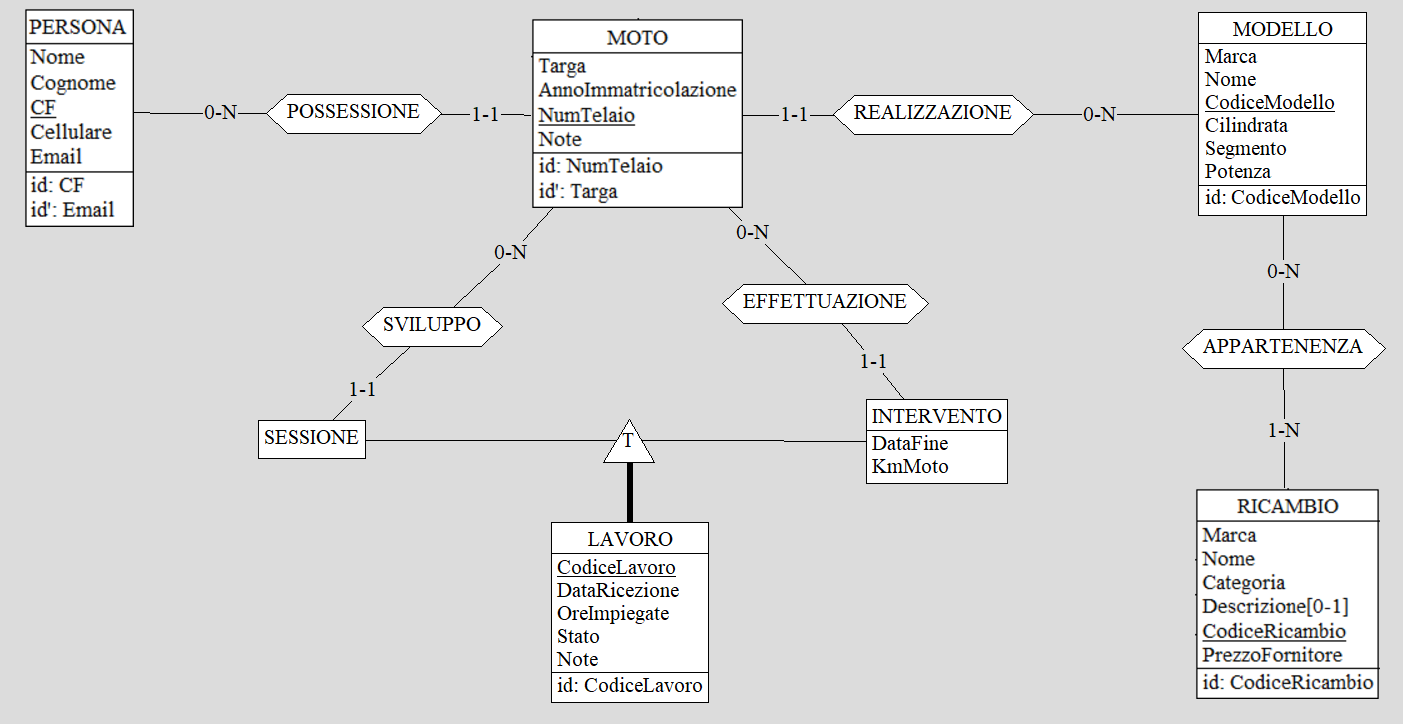 PERSONA
Nome
Cognome
CF
Cellulare
Email
id: CF
id': Email
0-N
POSSESSIONE
1-1
MOTO
Targa
AnnoImmatricolazione
NumTelaio
Note
id: NumTelaio
id': Targa
1-1
REALIZZAZIONE
0-N
MODELLO
Marca
Nome
CodiceModello
Cilindrata
Segmento
Potenza
id: CodiceModello
0-N
SVILUPPO
1-1
SESSIONE
0-N
EFFETTUAZIONE
1-1
INTERVENTO
DataFine
KmMoto
T
LAVORO
CodiceLavoro
DataRicezione
OreImpiegate
Stato
Note
id: CodiceLavoro
0-N
APPARTENENZA
1-N
RICAMBIO
Marca
Nome
Categoria
Descrizione[0-1]
CodiceRicambio
PrezzoFornitore
id: CodiceRicambio